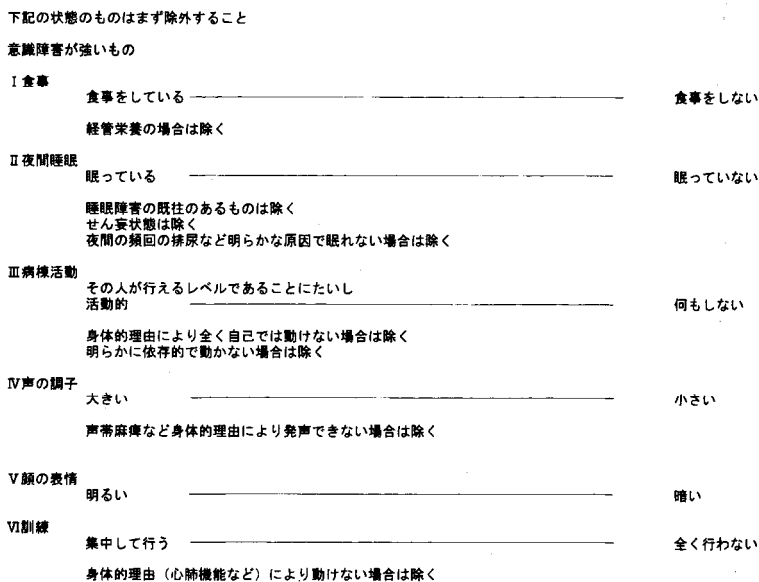 下記の状態のものはまず除外すること
意識障害が強いもの
Ⅰ食事
食事をしている 食事をしない
経管栄養の場合は除く
Ⅱ夜間睡眠
眠っている 眠っていない
睡眠障害の既往のあるものは除く
せん妄状態は除く
夜間の頻回の排尿など明らかな原因で眠れない場合は除く
Ⅲ病棟活動
その人が行えるレベルであることにたいし
活動的 何もしない
身体的理由により全く自己では動けない場合は除く
明らかに依存的で動かない場合は除く
Ⅳ声の調子
大きい 小さい
声帯麻痺など身体的理由により発声できない場合は除く
Ⅴ顔の表情
明るい 暗い
Ⅵ訓練
集中して行う 全く行わない
身体的理由（心肺機能など）により動けない場合は除く